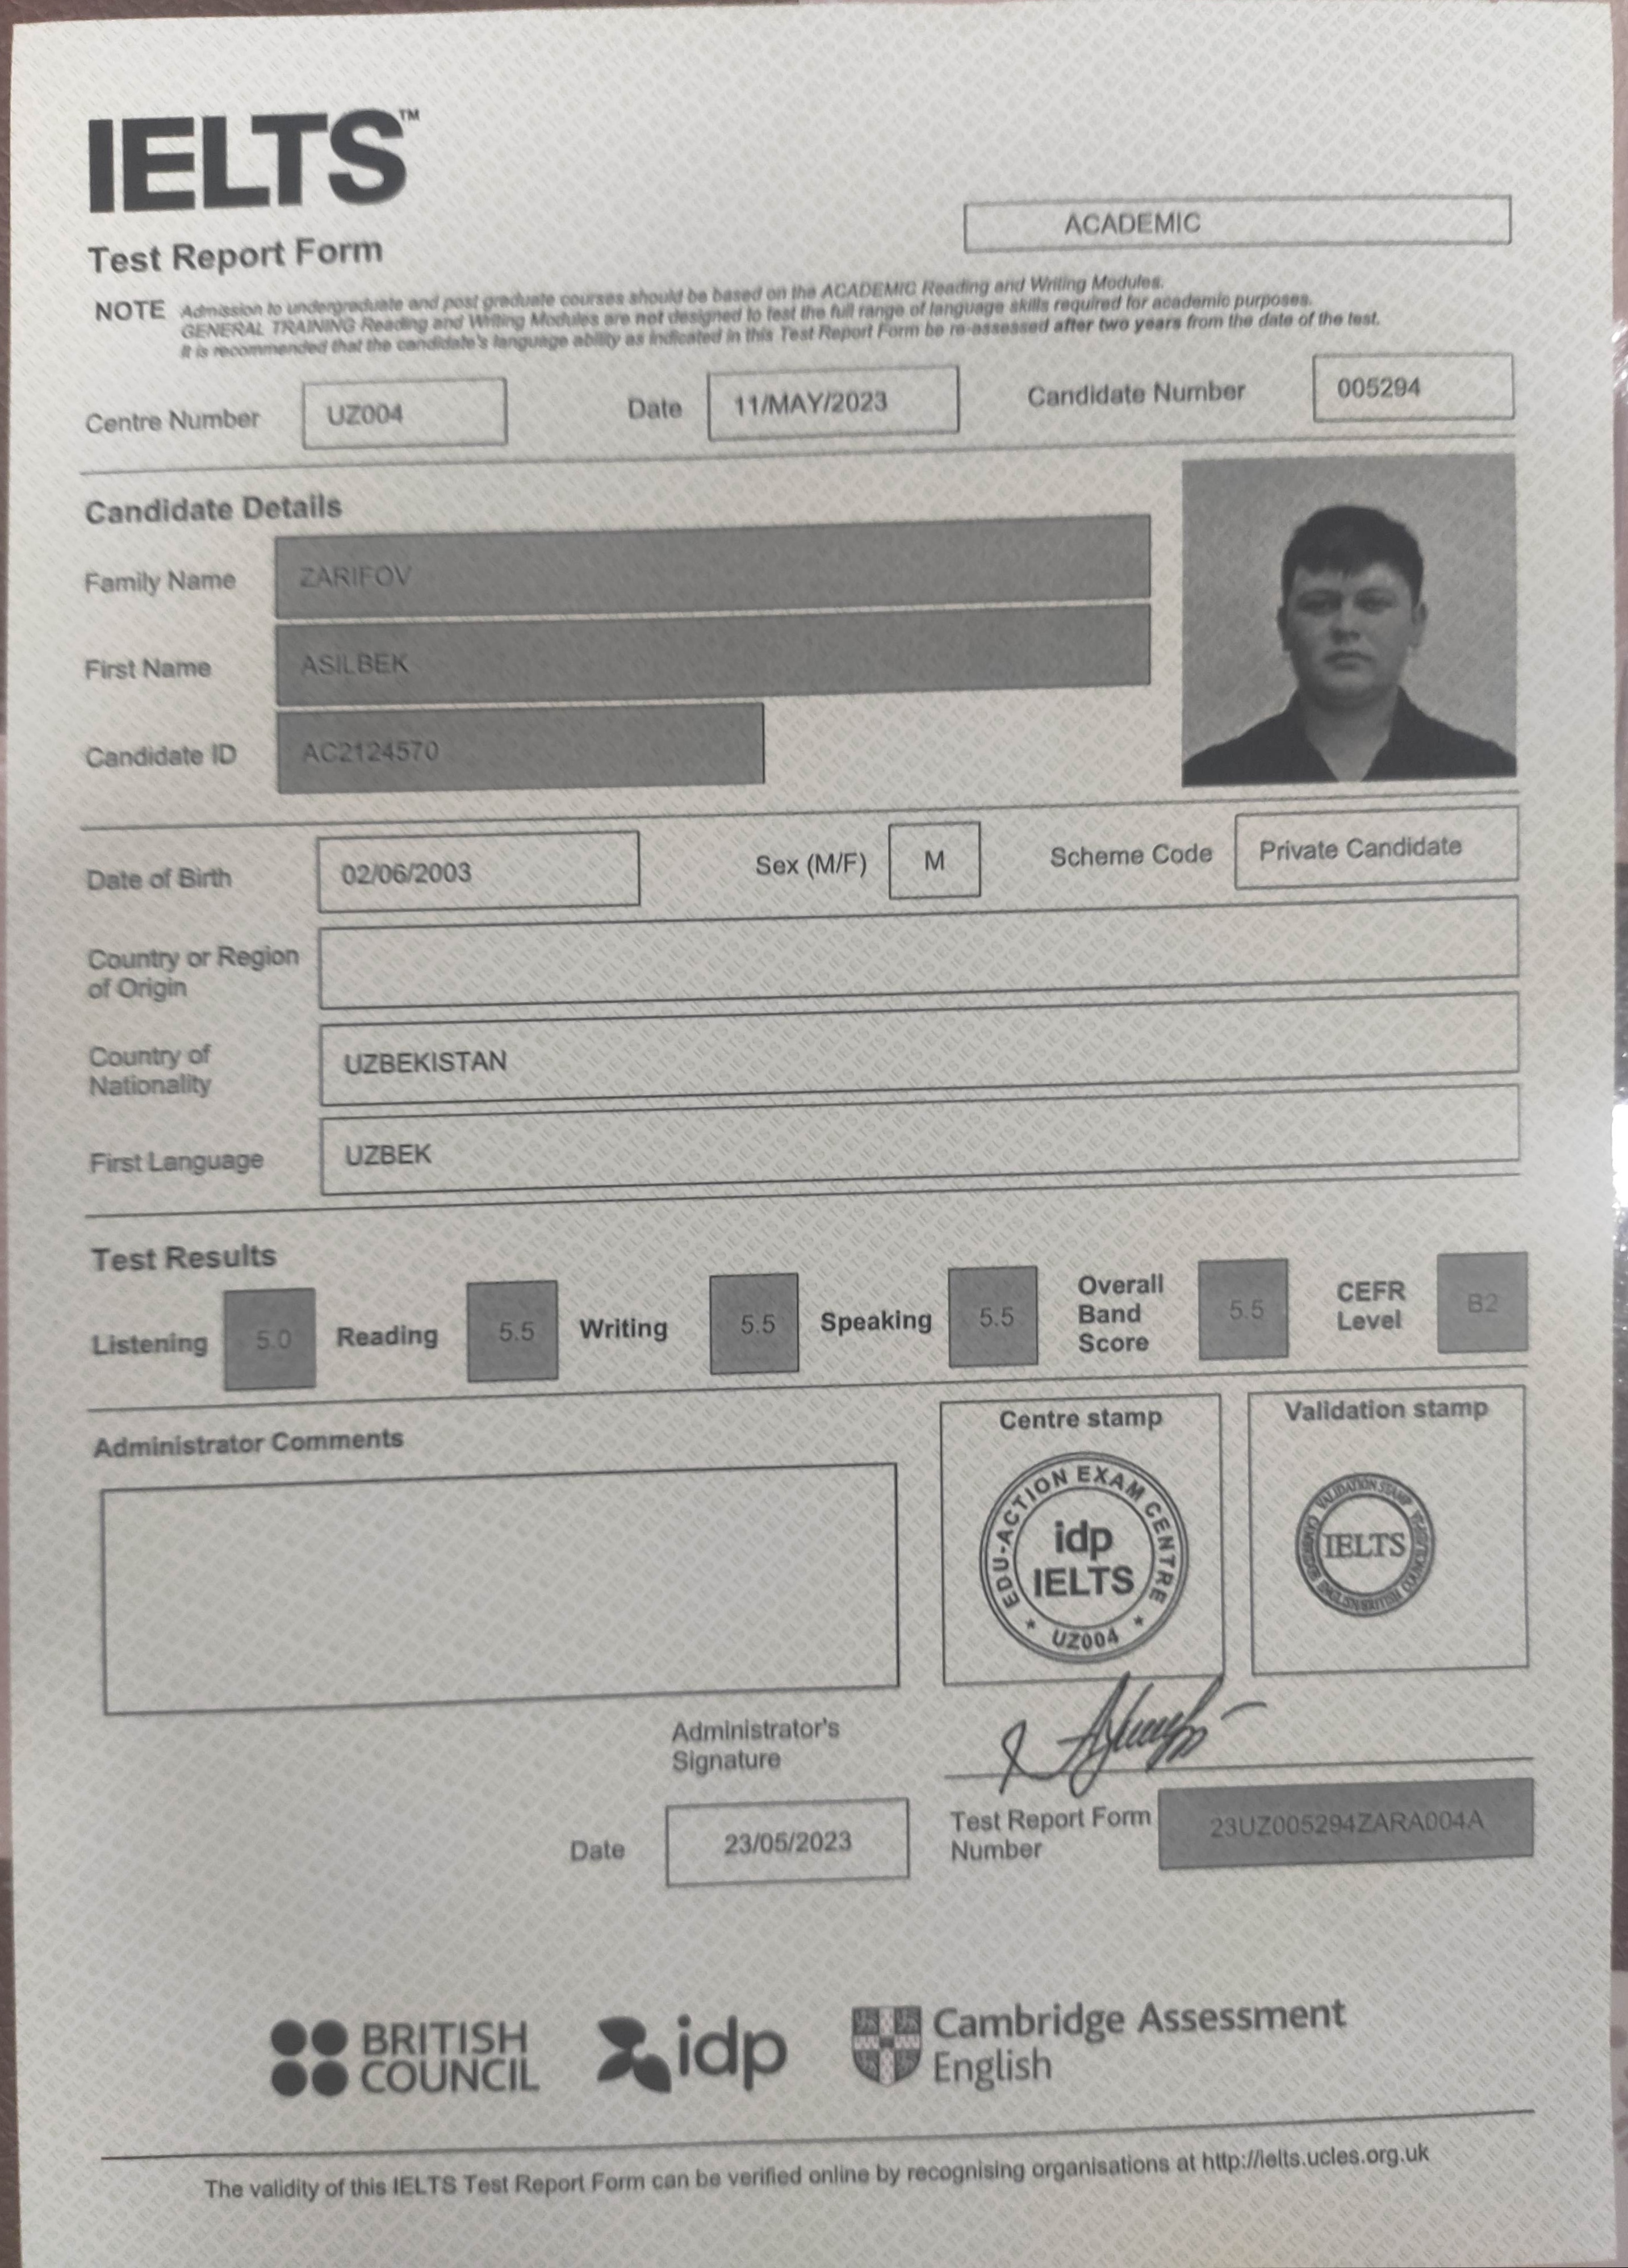 IELTS™
ACADEMIC
Test Report Form
NOTE Admission to undergraduate and post graduate courses should be based on the ACADEMIC Reading and Writing Modules.
GENERAL TRAINING Reading and Writing Modules are not designed to test the full range of language skills required for academic purposes.
It is recommended that the candidate's language ability as indicated in this Test Report Form be re-assessed after two years from the date of the test.
Centre Number UZ004 Date 11/MAY/2023 Candidate Number 005294
Candidate Details
Family Name ZARIFOV
First Name ASILBEK
Candidate ID AC2124570
Date of Birth 02/06/2003 Sex (M/F) M Scheme Code Private Candidate
Country or Region
of Origin
Country of
Nationality UZBEKISTAN
First Language UZBEK
Test Results
Listening 5.0 Reading 5.5 Writing 5.5 Speaking 5.5 Overall Band Score 5.5 CEFR Level B2
Administrator Comments
Centre stamp
EDU-ACTION EXAM CENTRE
idp
IELTS
* UZ004 *
Validation stamp
VALIDATION STAMP
IELTS
Administrator's
Signature
Date 23/05/2023
Test Report Form
Number 23UZ005294ZARA004A
BRITISH
COUNCIL
idp
Cambridge Assessment
English
The validity of this IELTS Test Report Form can be verified online by recognising organisations at http://ielts.ucles.org.uk